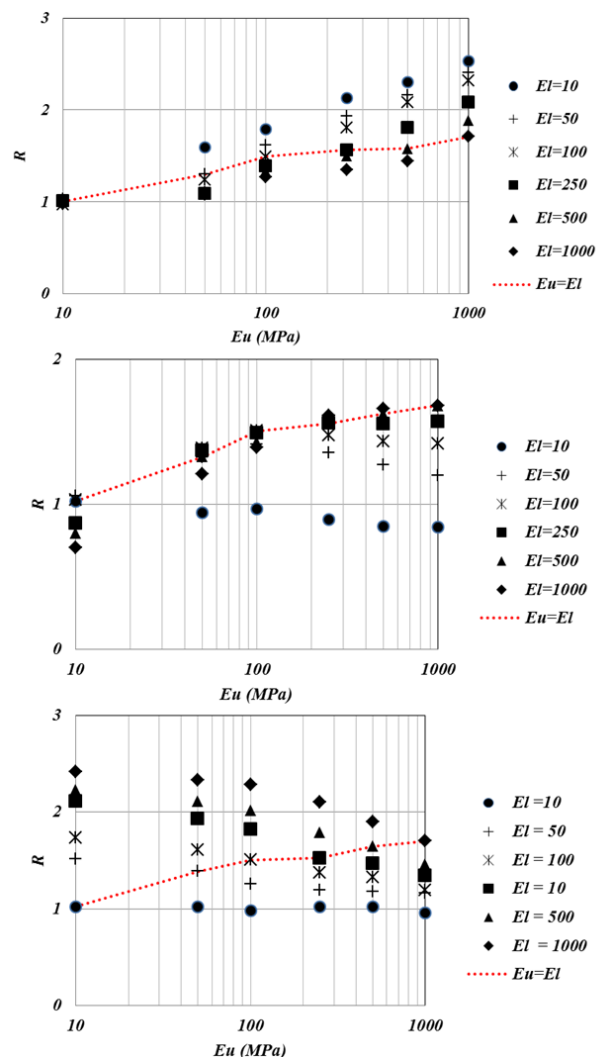 3
2
1
0
R
10
100
1000
Eu (MPa)
El=10
El=50
El=100
El=250
El=500
El=1000
Eu=El
2
1
0
R
10
100
1000
Eu (MPa)
El=10
El=50
El=100
El=250
El=500
El=1000
Eu=El
3
2
1
0
R
10
100
1000
Eu (MPa)
El =10
El = 50
El = 100
El = 10
El = 500
El = 1000
Eu=El